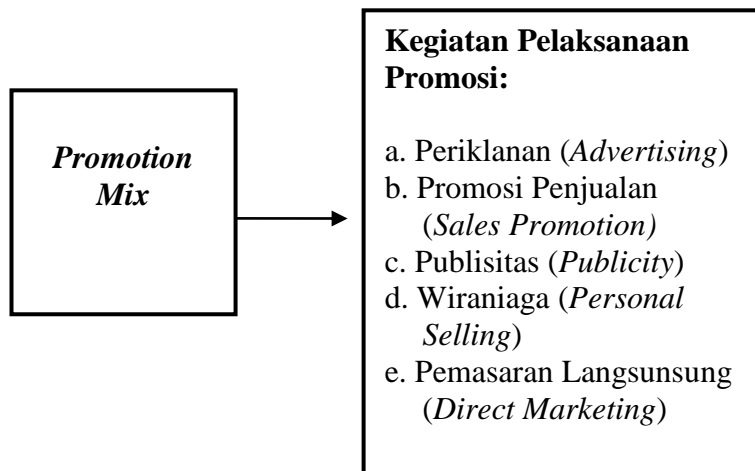 Promotion
Mix
Kegiatan Pelaksanaan
Promosi:
a. Periklanan (Advertising)
b. Promosi Penjualan
(Sales Promotion)
c. Publisitas (Publicity)
d. Wiraniaga (Personal
Selling)
e. Pemasaran Langsunsung
(Direct Marketing)